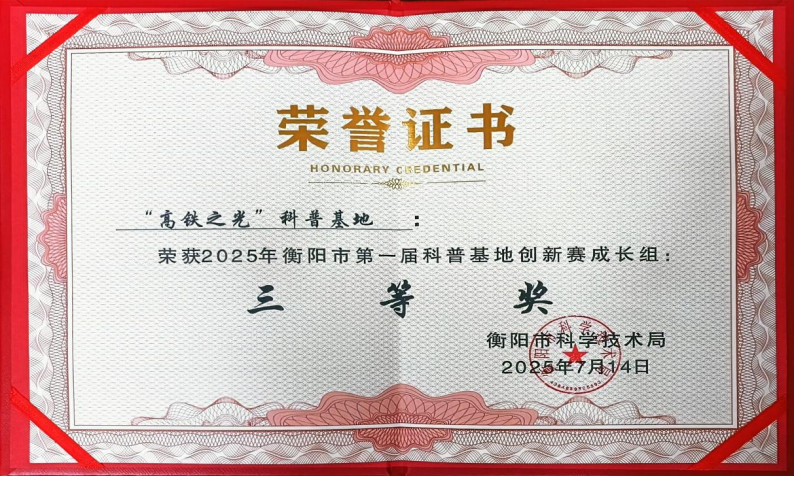 荣誉证书
HONORARY CREDENTIAL
“高铁之光”科普基地：
荣获2025年衡阳市第一届科普基地创新赛成长组：
三等奖
衡阳市科学技术局
2025年7月14日